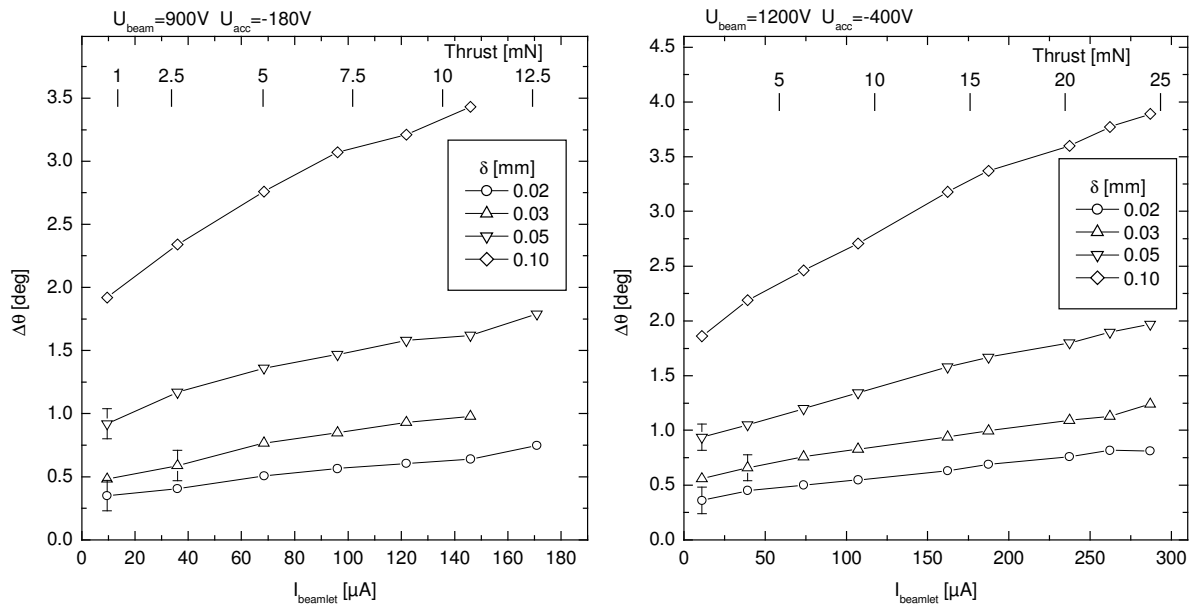 U_beam=900V U_acc=-180V
Thrust [mN]
1 2.5 5 7.5 10 12.5
3.5
3.0
2.5
2.0
1.5
1.0
0.5
0.0
Δθ [deg]
δ [mm]
0.02
0.03
0.05
0.10
0 20 40 60 80 100 120 140 160 180
I_beamlet [µA]
U_beam=1200V U_acc=-400V
Thrust [mN]
5 10 15 20 25
4.5
4.0
3.5
3.0
2.5
2.0
1.5
1.0
0.5
0.0
Δθ [deg]
δ [mm]
0.02
0.03
0.05
0.10
0 50 100 150 200 250 300
I_beamlet [µA]